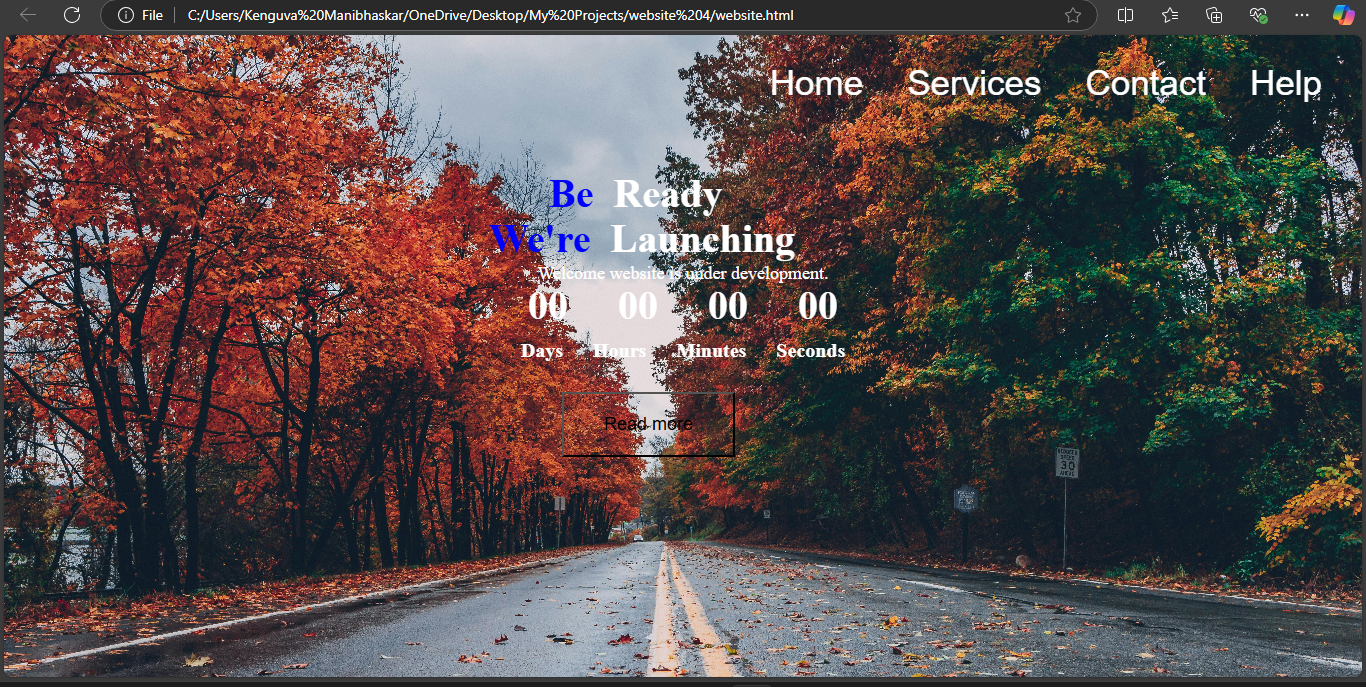 File
C:/Users/Kenguva%20Manibhaskar/OneDrive/Desktop/My%20Projects/website%204/website.html
Home Services Contact Help
Be Ready
We're Launching
Welcome website is under development.
00 00 00 00
Days Hours Minutes Seconds
Read more
30
AHEAD